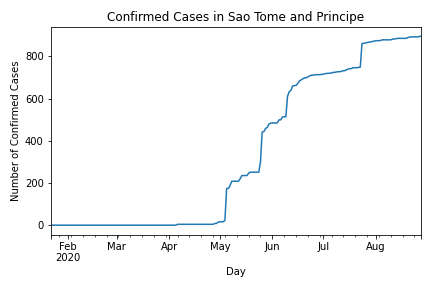 Confirmed Cases in Sao Tome and Principe
Number of Confirmed Cases
800
600
400
200
0
Feb Mar Apr May Jun Jul Aug
2020
Day